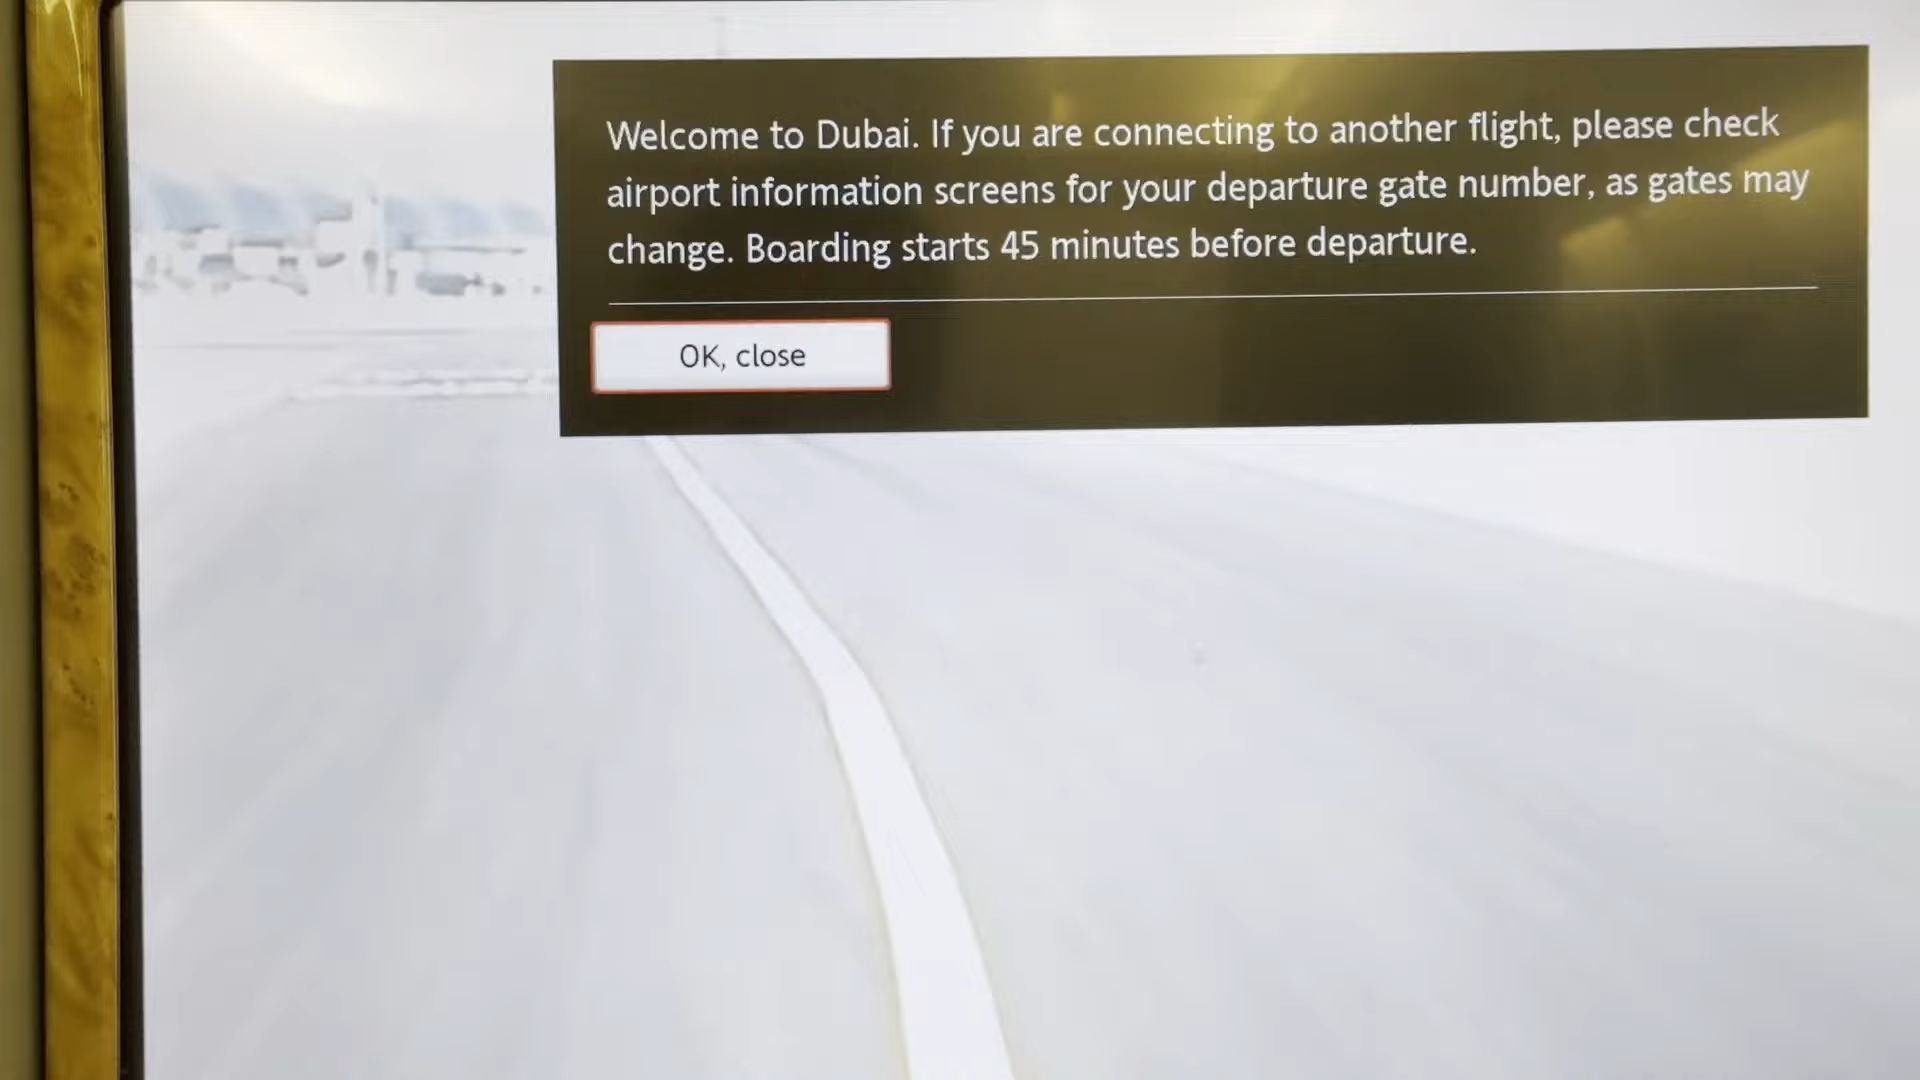 Welcome to Dubai. If you are connecting to another flight, please check
airport information screens for your departure gate number, as gates may
change. Boarding starts 45 minutes before departure.
OK, close